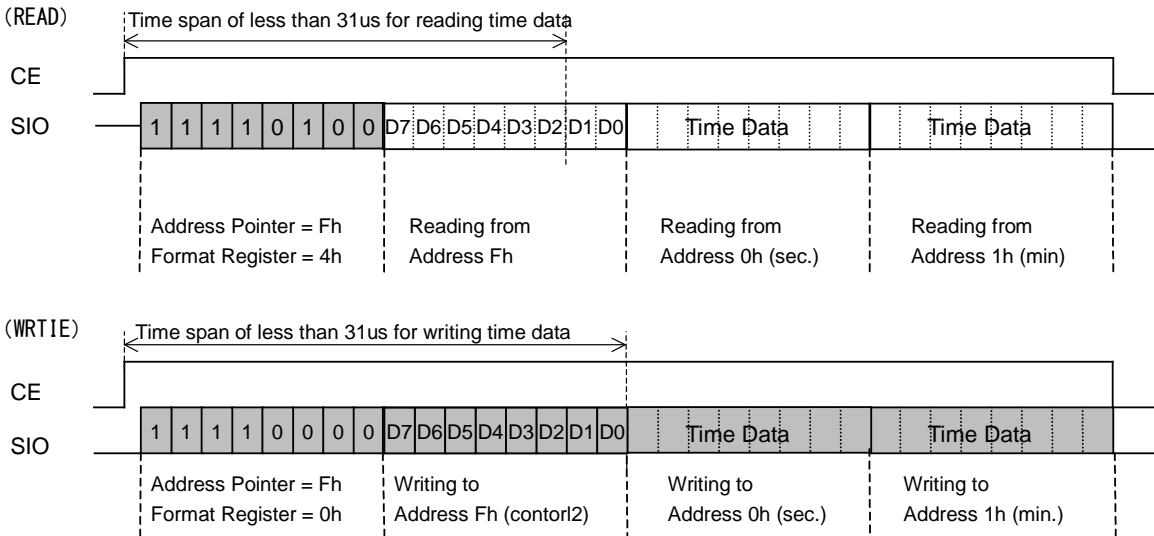 (READ)
Time span of less than 31us for reading time data
CE
SIO
1 1 1 1 0 1 0 0 D7 D6 D5 D4 D3 D2 D1 D0 Time Data Time Data
Address Pointer = Fh
Format Register = 4h
Reading from
Address Fh
Reading from
Address 0h (sec.)
Reading from
Address 1h (min)
(WRTIE)
Time span of less than 31us for writing time data
CE
SIO
1 1 1 1 0 0 0 0 D7 D6 D5 D4 D3 D2 D1 D0 Time Data Time Data
Address Pointer = Fh
Format Register = 0h
Writing to
Address Fh (contorl2)
Writing to
Address 0h (sec.)
Writing to
Address 1h (min.)